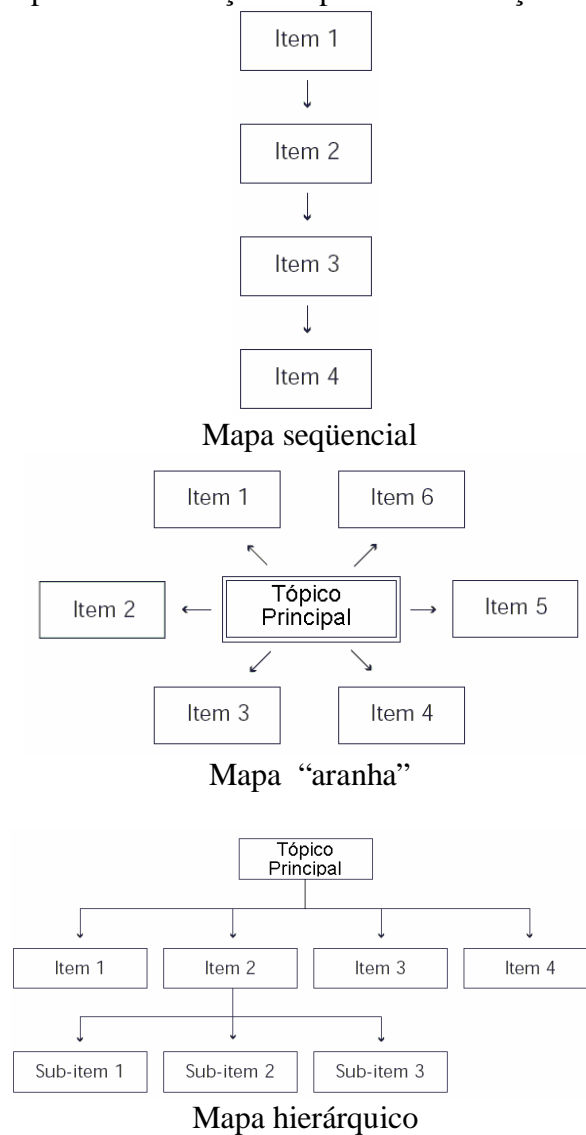 Item 1
Item 2
Item 3
Item 4
Mapa seqüencial
Item 1 Item 6
Item 2 Tópico Principal Item 5
Item 3 Item 4
Mapa “aranha”
Tópico
Principal
Item 1 Item 2 Item 3 Item 4
Sub-item 1 Sub-item 2 Sub-item 3
Mapa hierárquico